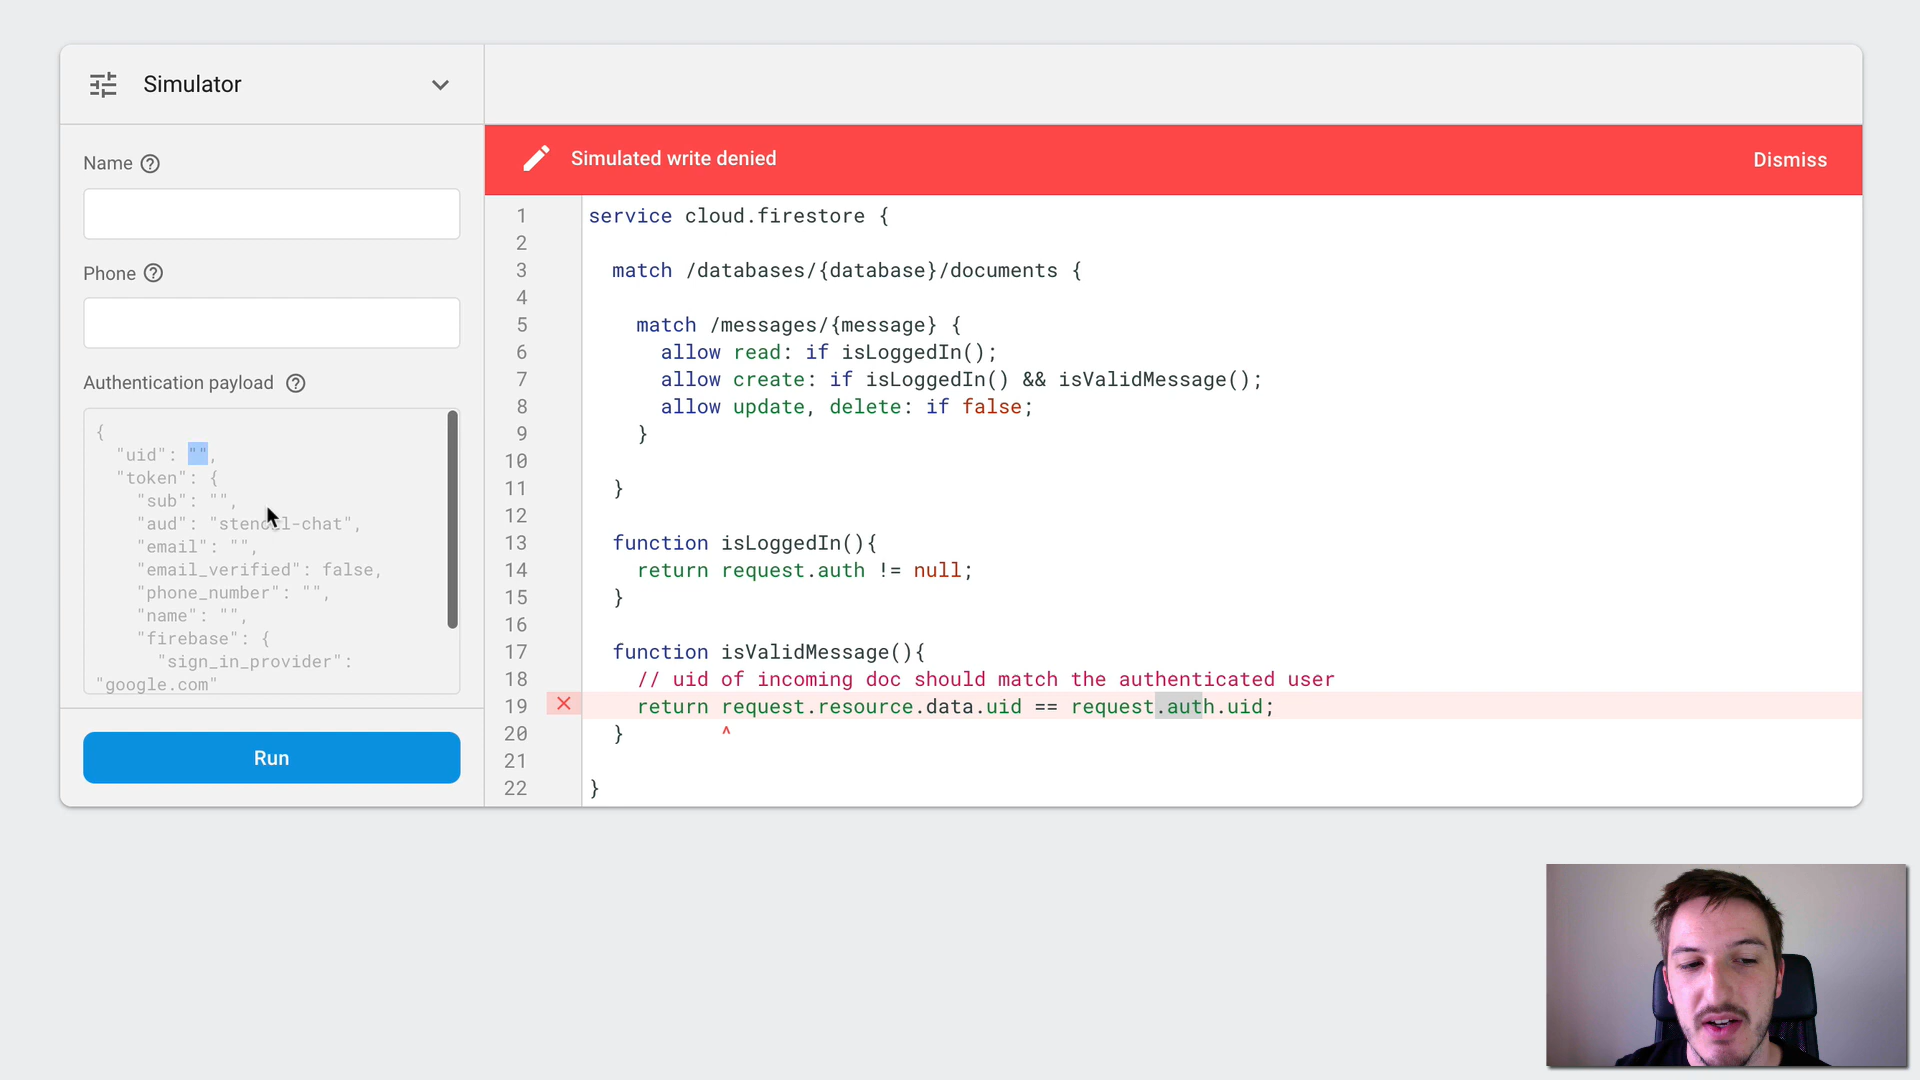 Simulator
Name
Phone
Authentication payload
{
"uid": "",
"token": {
"sub": "",
"aud": "stencil-chat",
"email": "",
"email_verified": false,
"phone_number": "",
"name": "",
"firebase": {
"sign_in_provider":
"google.com"
Run
Simulated write denied
Dismiss
1 service cloud.firestore {
2
3 match /databases/{database}/documents {
4
5 match /messages/{message} {
6 allow read: if isLoggedIn();
7 allow create: if isLoggedIn() && isValidMessage();
8 allow update, delete: if false;
9 }
10
11 }
12
13 function isLoggedIn(){
14 return request.auth != null;
15 }
16
17 function isValidMessage(){
18 // uid of incoming doc should match the authenticated user
19 return request.resource.data.uid == request.auth.uid;
20 } ^
21
22 }